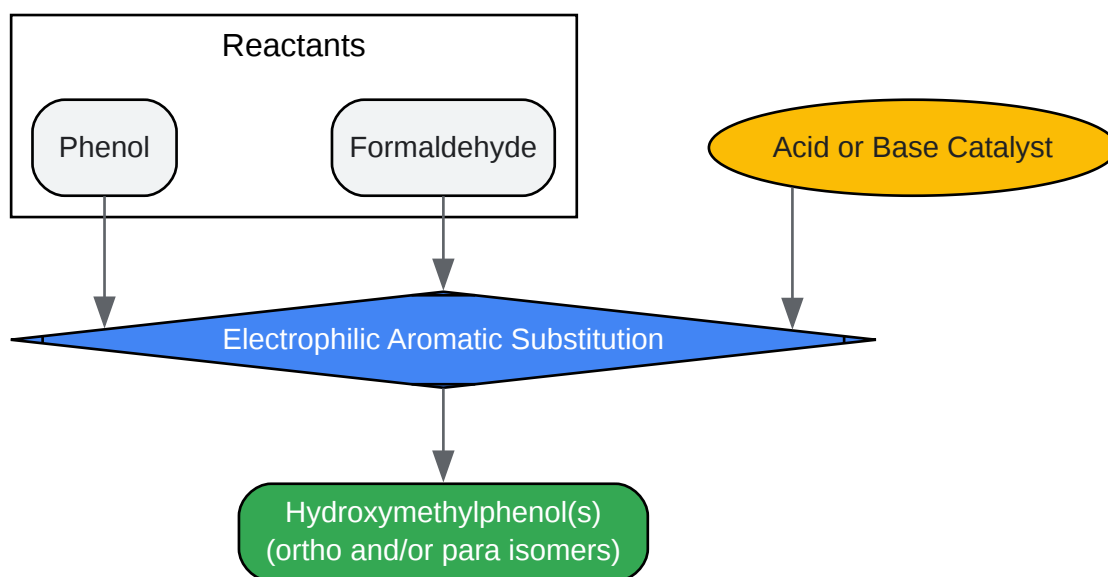 Reactants
Phenol
Formaldehyde
Acid or Base Catalyst
Electrophilic Aromatic Substitution
Hydroxymethylphenol(s)
(ortho and/or para isomers)